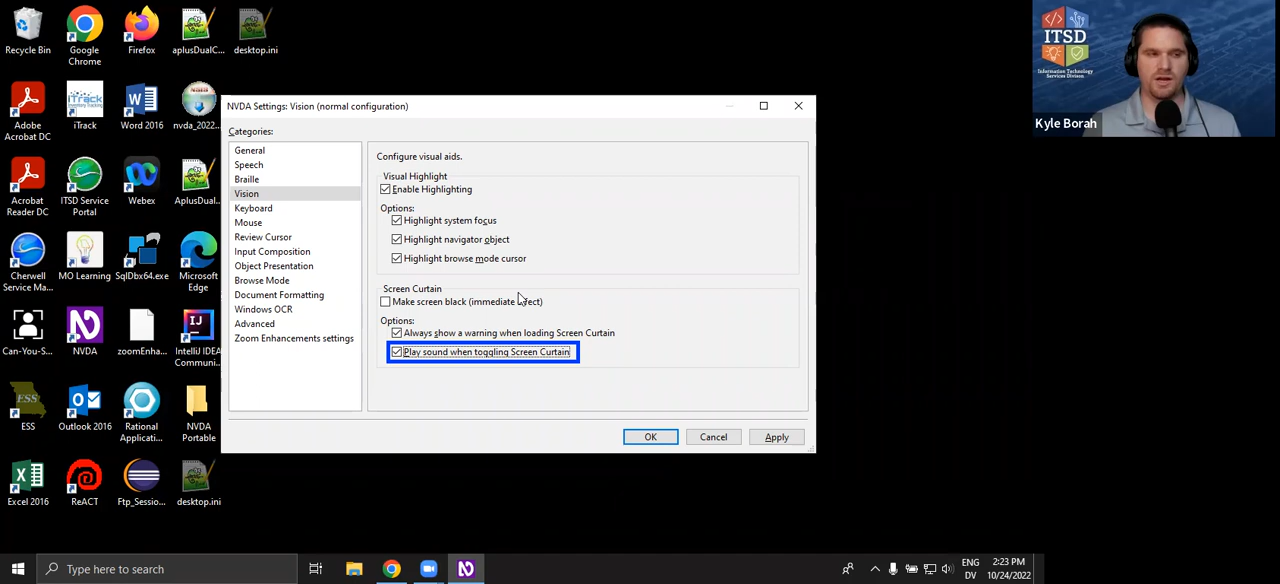 Recycle Bin
Google Chrome
Firefox
aplusDualC...
desktop.ini
Adobe Acrobat DC
iTrack
Word 2016
nvda_2022...
Acrobat Reader DC
ITSD Service Portal
Webex
AplusDual...
Cherwell Service Ma...
MO Learning
SqlDbx64.exe
Microsoft Edge
Can-You-S...
NVDA
zoomEnha...
IntelliJ IDEA Communi...
ESS
Outlook 2016
Rational Applicati...
NVDA Portable
Excel 2016
ReACT
Ftp_Sessio...
desktop.ini
NVDA Settings: Vision (normal configuration)
Categories:
General
Speech
Braille
Vision
Keyboard
Mouse
Review Cursor
Input Composition
Object Presentation
Browse Mode
Document Formatting
Windows OCR
Advanced
Zoom Enhancements settings
Configure visual aids.
Visual Highlight
Enable Highlighting
Options:
Highlight system focus
Highlight navigator object
Highlight browse mode cursor
Screen Curtain
Make screen black (immediate effect)
Options:
Always show a warning when loading Screen Curtain
Play sound when toggling Screen Curtain
OK
Cancel
Apply
ITSD
Information Technology
Services Division
Kyle Borah
Type here to search
ENG
DV
2:23 PM
10/24/2022